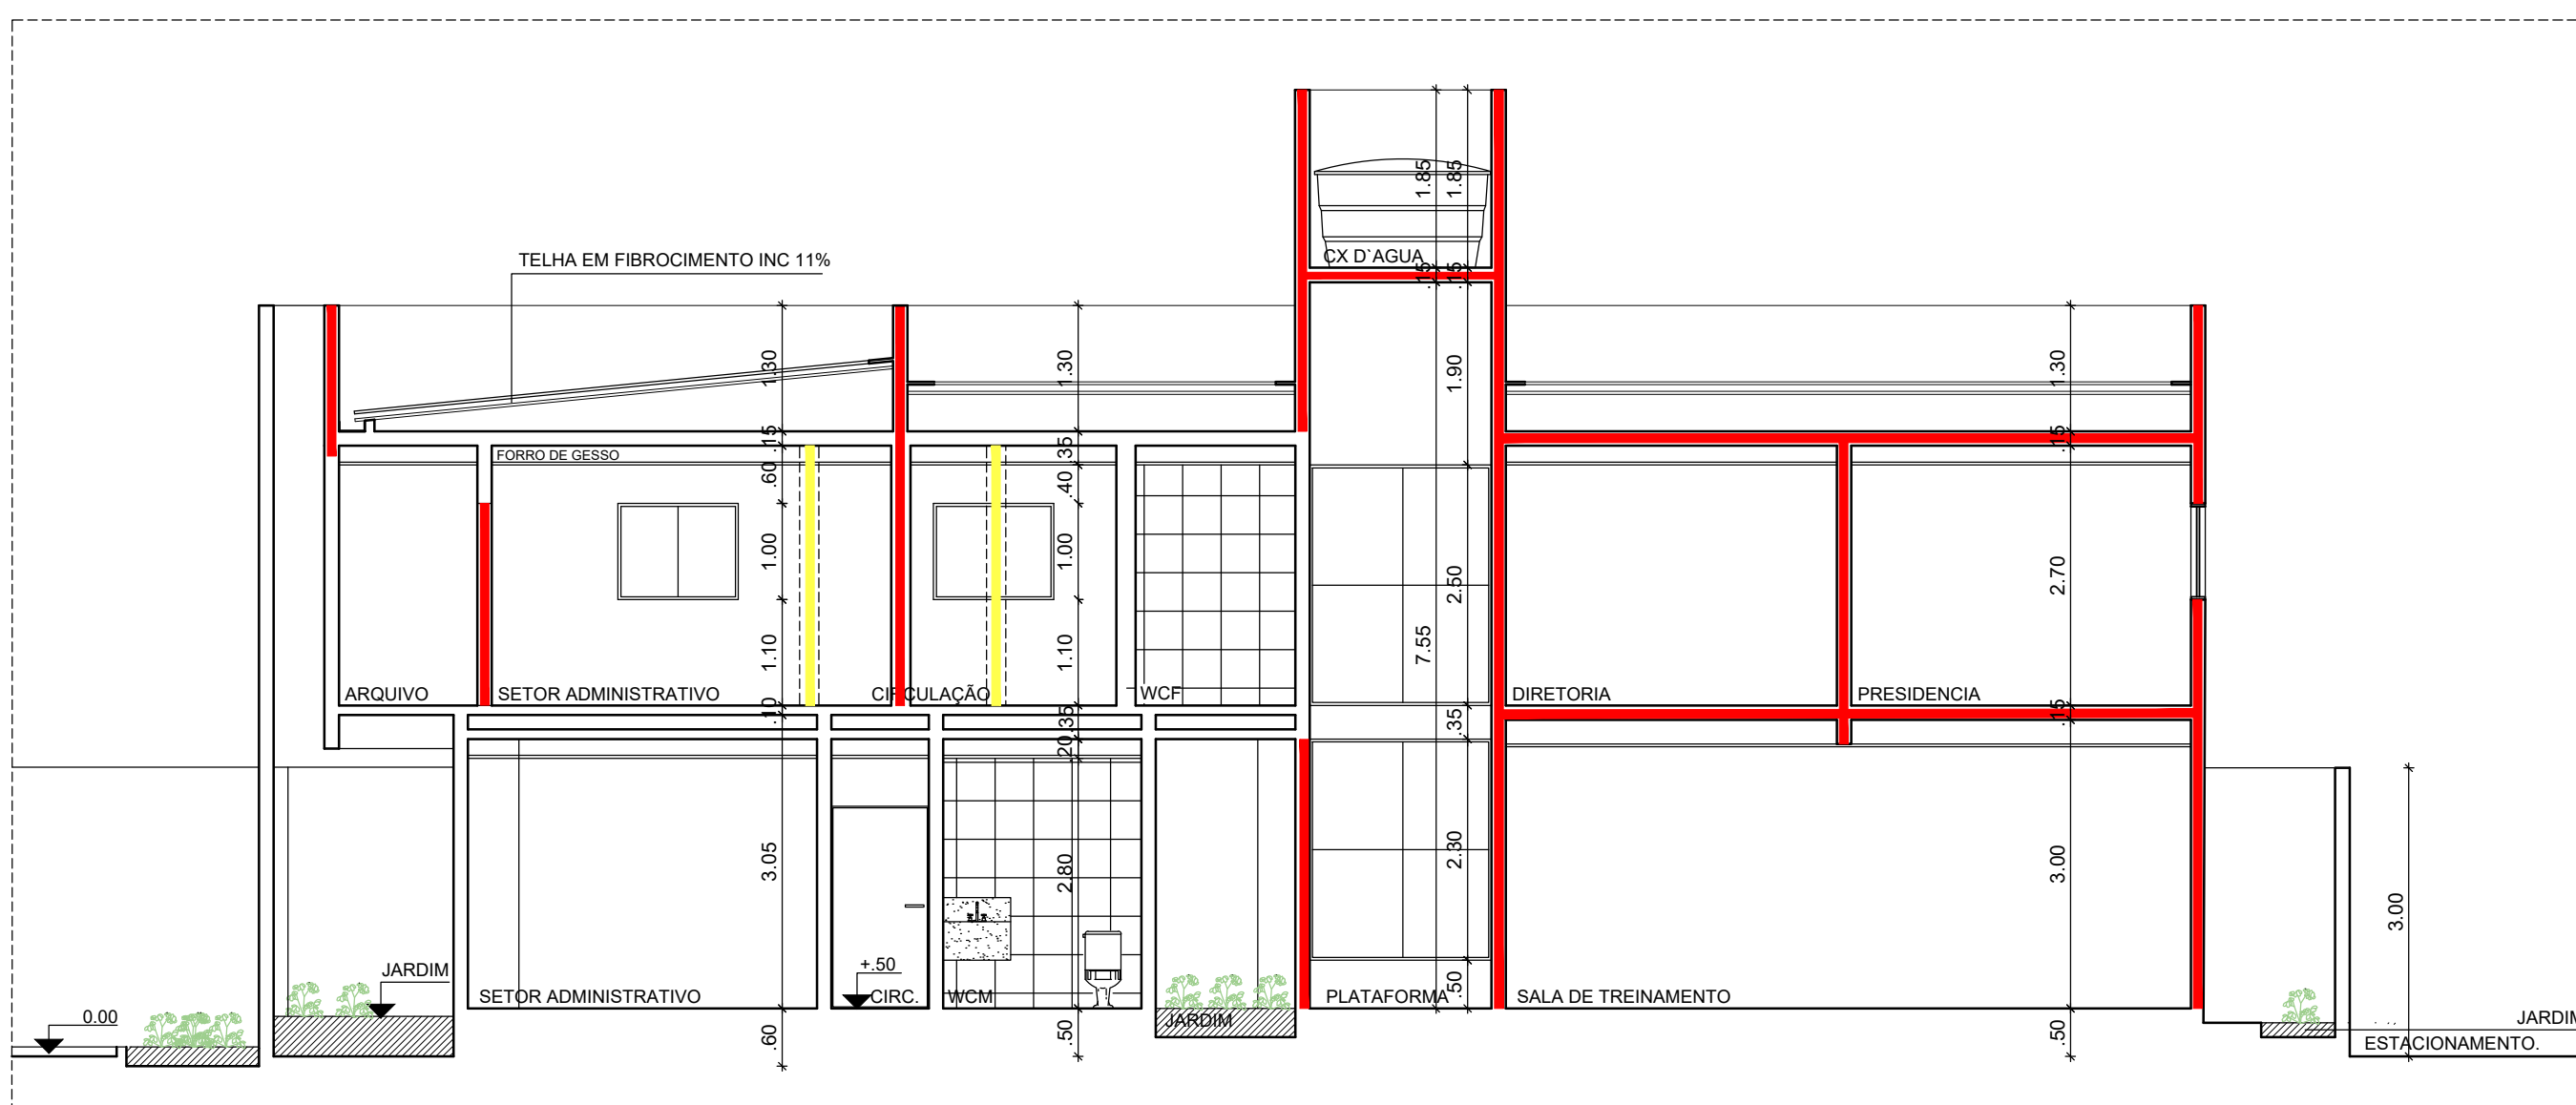 1.85
1.85
TELHA EM FIBROCIMENTO INC 11%
CX D`AGUA
.15
.15
1.30
1.30
1.90
1.30
.15
.35
.15
FORRO DE GESSO
.60
.40
1.00
1.00
2.50
2.70
1.10
1.10
7.55
ARQUIVO
SETOR ADMINISTRATIVO
CIRCULAÇÃO
WCF
DIRETORIA
PRESIDENCIA
.10
.35
.35
.15
.20
3.05
2.80
2.30
3.00
3.00
JARDIM
+.50
SETOR ADMINISTRATIVO
CIRC.
WCM
PLATAFORMA
.50
SALA DE TREINAMENTO
0.00
JARDIM
JARDIM
.60
.50
.50
ESTACIONAMENTO.